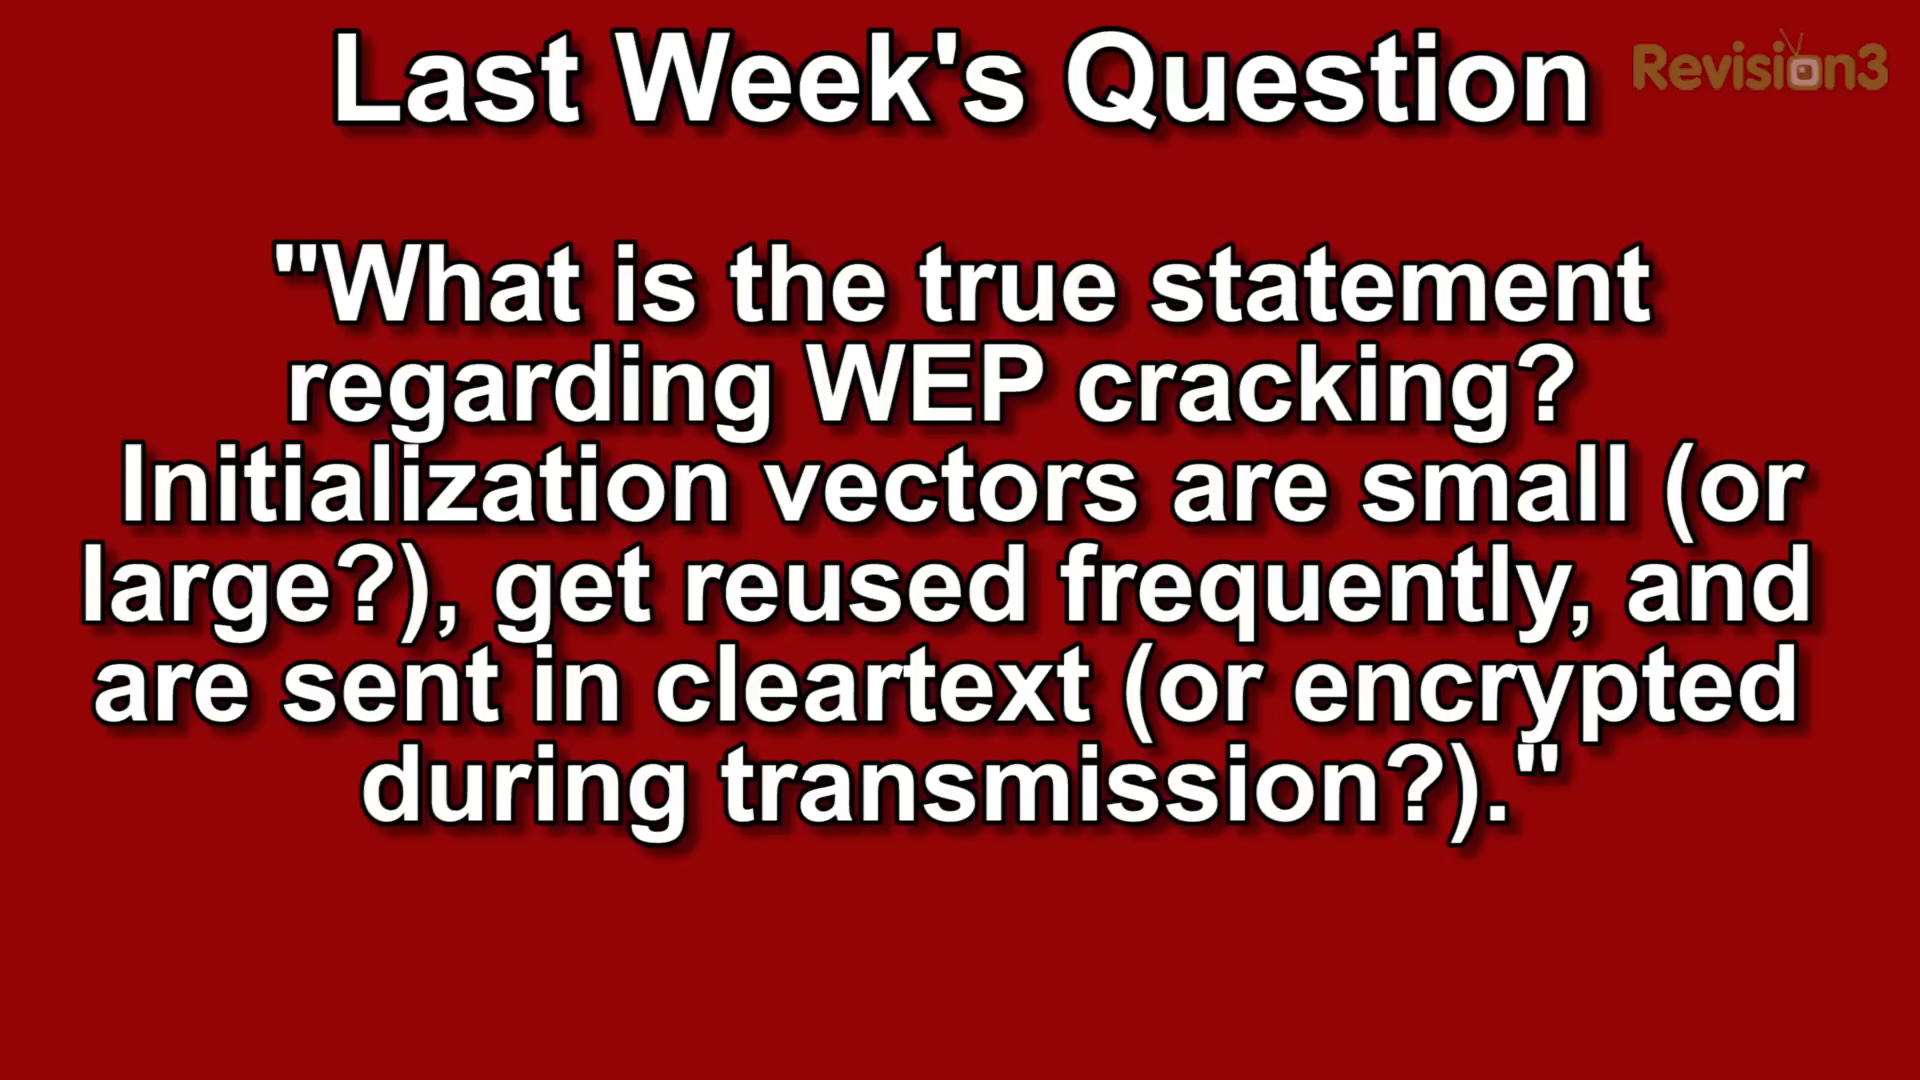 Last Week's Question
Revision3
"What is the true statement
regarding WEP cracking?
Initialization vectors are small (or
large?), get reused frequently, and
are sent in cleartext (or encrypted
during transmission?)."